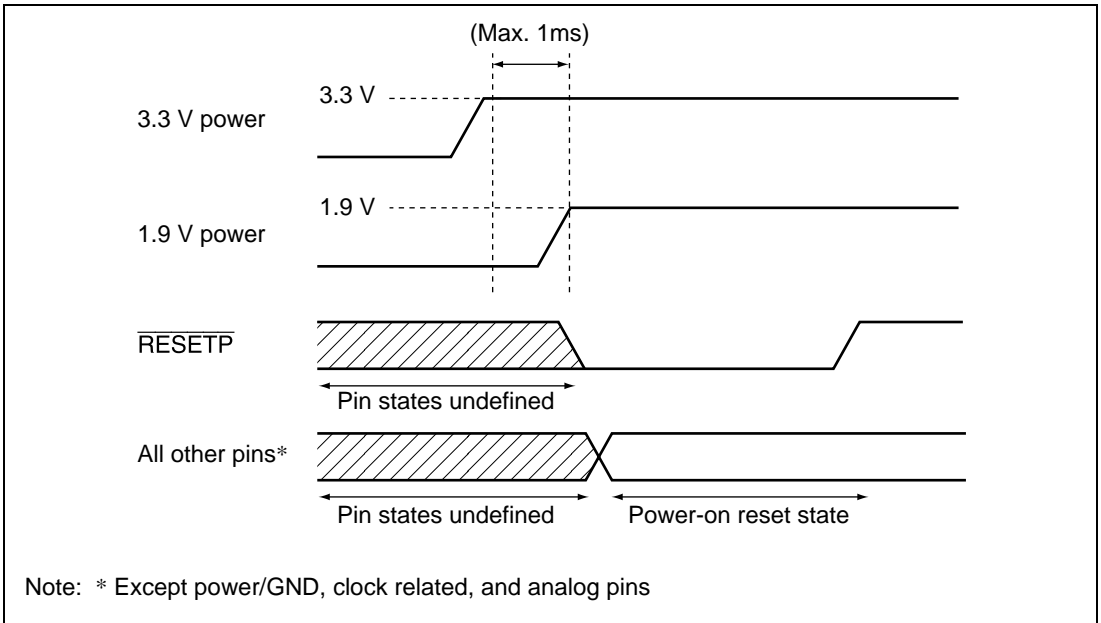 (Max. 1ms)
3.3 V
3.3 V power
1.9 V
1.9 V power
RESETP
Pin states undefined
All other pins*
Pin states undefined
Power-on reset state
Note: * Except power/GND, clock related, and analog pins